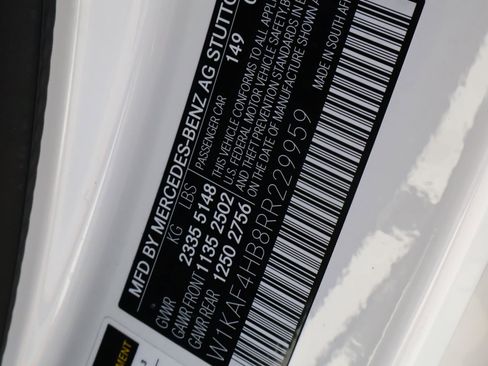 MFD BY MERCEDES-BENZ AG STUTTG
PASSENGER CAR 149
KG LBS
GVWR 2335 5148
GAWR FRONT 1135 2502
GAWR REAR 1250 2756
THIS VEHICLE CONFORMS TO ALL APPLI
U.S. FEDERAL MOTOR VEHICLE SAFETY, B
AND THEFT PREVENTION STANDARDS IN E
ON THE DATE OF MANUFACTURE SHOWN A
W1KAF4HB8RR229959
MADE IN SOUTH AFR
EMENT